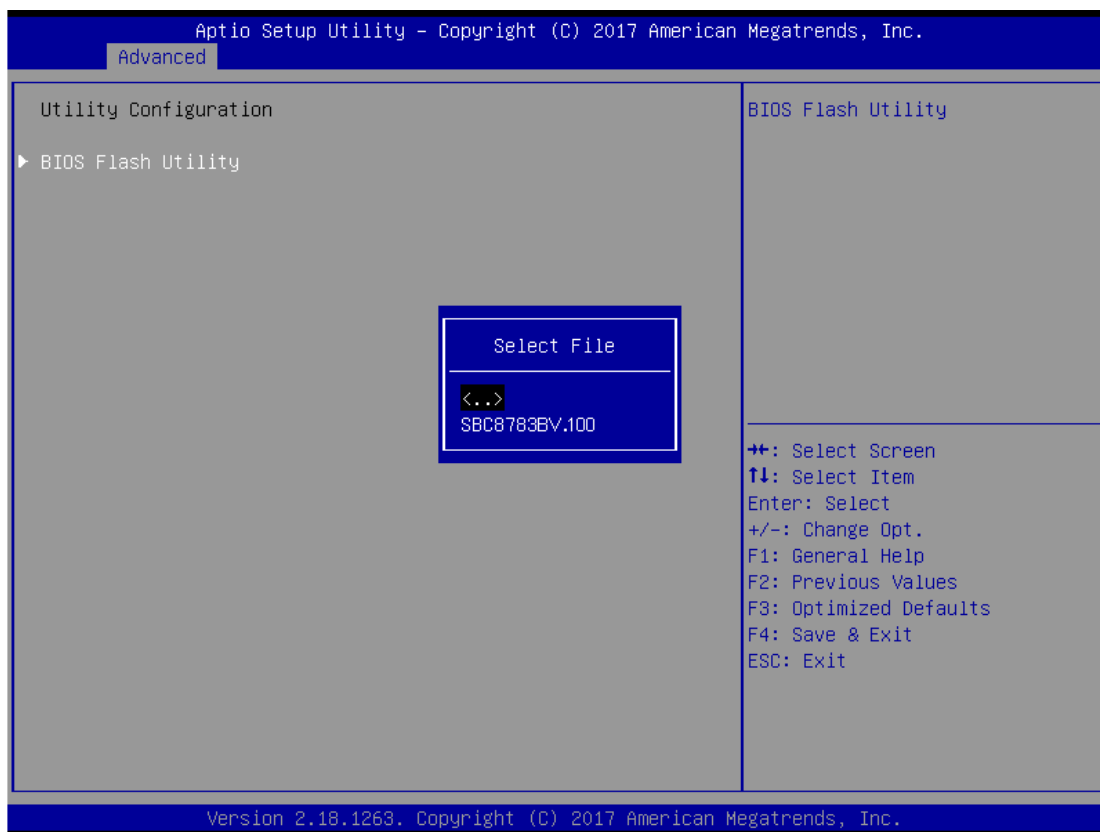 Aptio Setup Utility – Copyright (C) 2017 American Megatrends, Inc.
Advanced
Utility Configuration
BIOS Flash Utility
BIOS Flash Utility
Select File
<..>
SBC8783BV.100
→←: Select Screen
↑↓: Select Item
Enter: Select
+/-: Change Opt.
F1: General Help
F2: Previous Values
F3: Optimized Defaults
F4: Save & Exit
ESC: Exit
Version 2.18.1263. Copyright (C) 2017 American Megatrends, Inc.